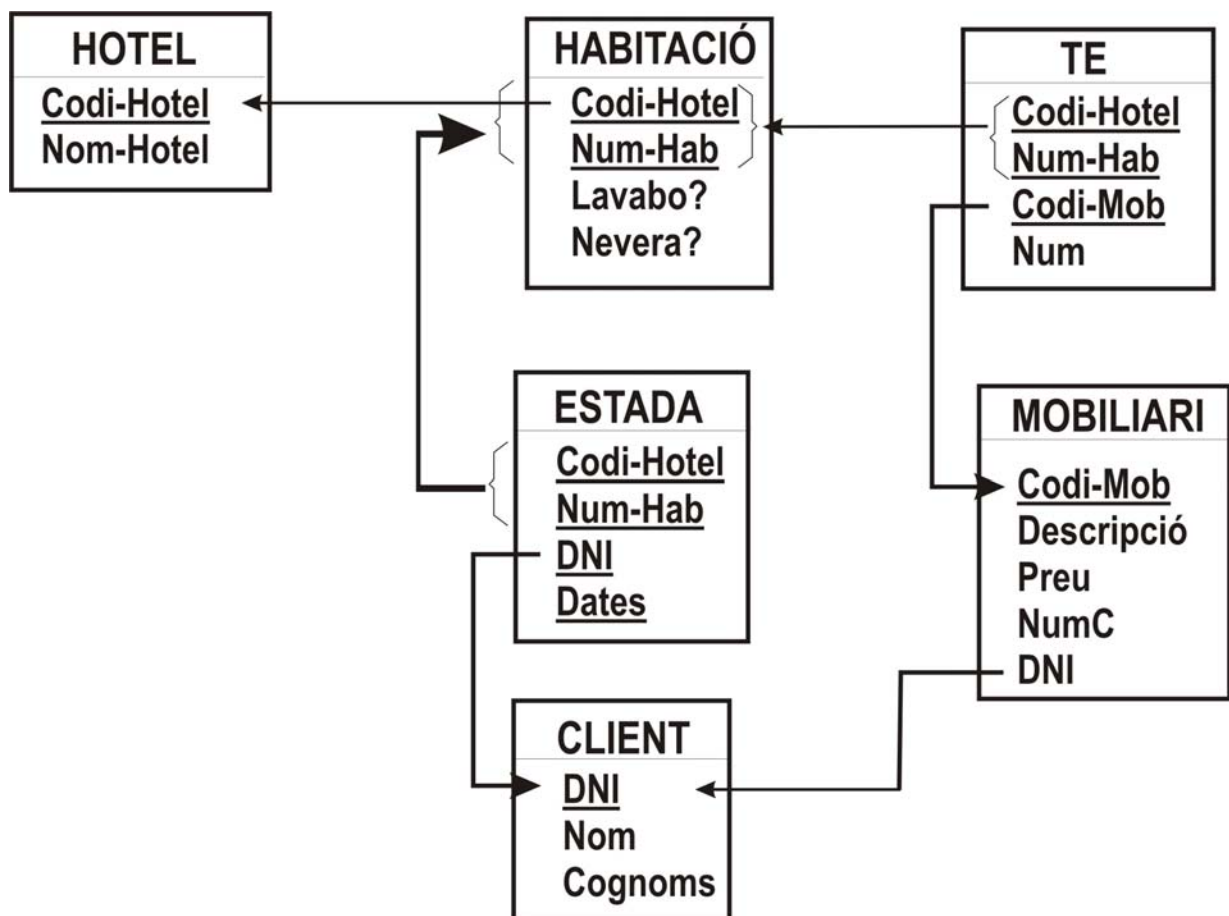 HOTEL
Codi-Hotel
Nom-Hotel
HABITACIÓ
Codi-Hotel
Num-Hab
Lavabo?
Nevera?
TE
Codi-Hotel
Num-Hab
Codi-Mob
Num
ESTADA
Codi-Hotel
Num-Hab
DNI
Dates
MOBILIARI
Codi-Mob
Descripció
Preu
NumC
DNI
CLIENT
DNI
Nom
Cognoms